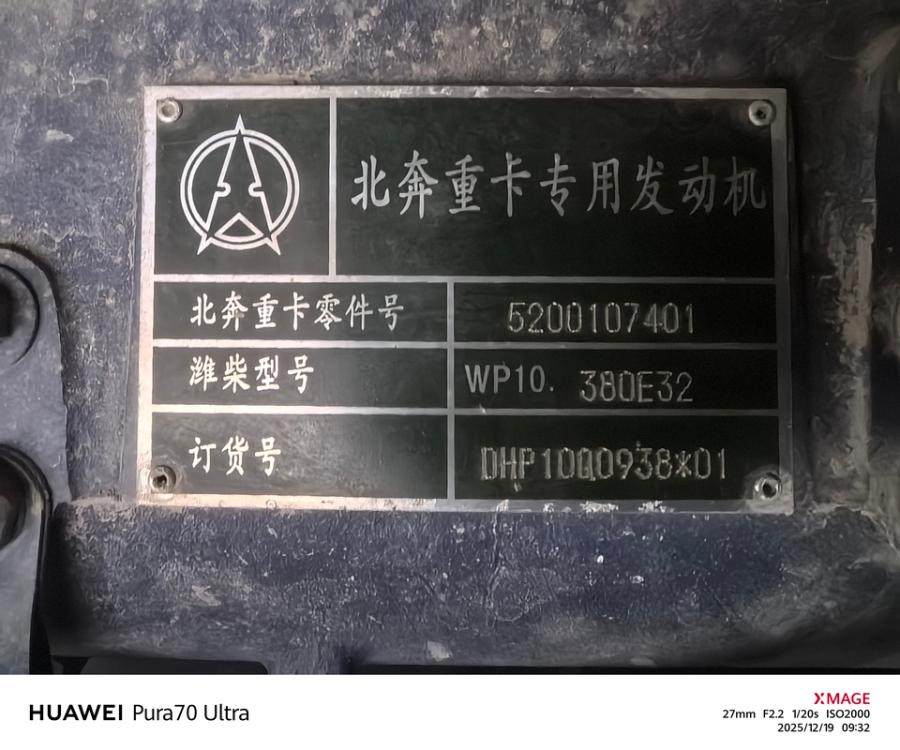 北奔重卡专用发动机
北奔重卡零件号 5200107401
潍柴型号 WP10. 380E32
订货号 DHP10Q0938*01
HUAWEI Pura70 Ultra
XMAGE
27mm F2.2 1/20s ISO2000
2025/12/19 09:32